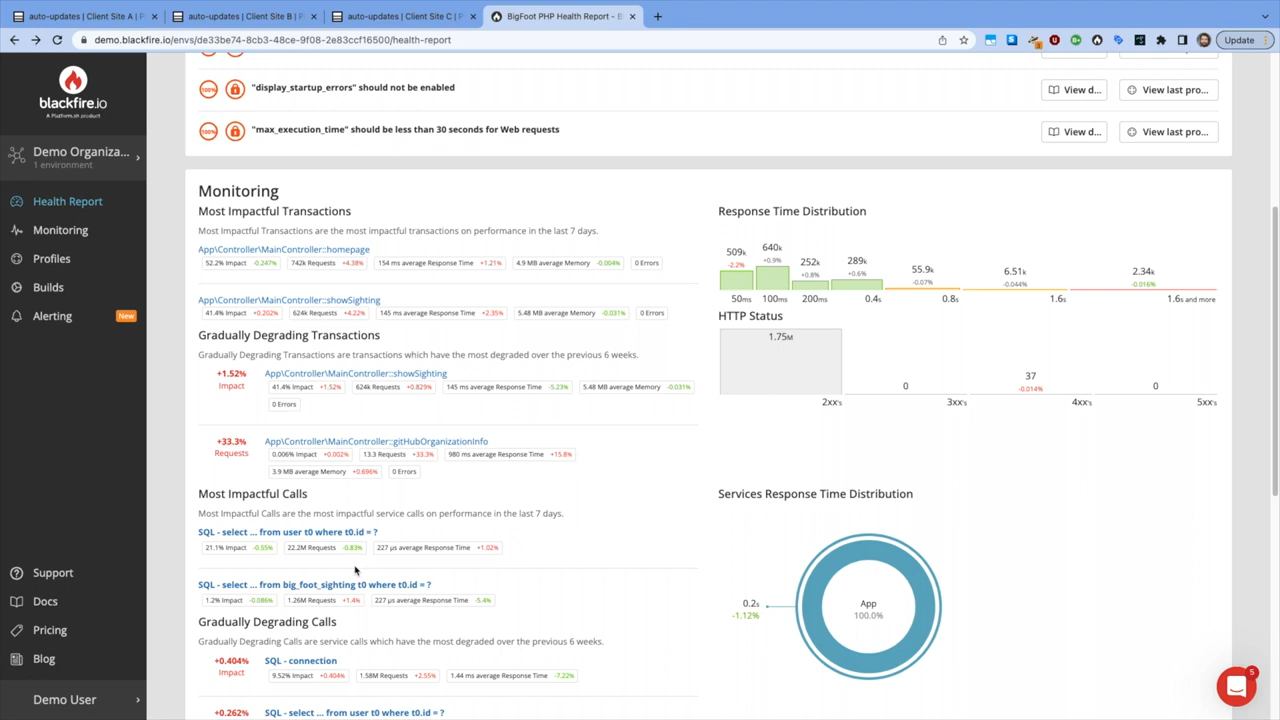 auto-updates | Client Site A | P
auto-updates | Client Site B | P
auto-updates | Client Site C | P
BigFoot PHP Health Report - B
demo.blackfire.io/envs/de33be74-8cb3-48ce-9f08-2e83ccf16500/health-report
Update
blackfire.io
A Platform.sh product
Demo Organiza...
1 environment
Health Report
Monitoring
Profiles
Builds
Alerting
New
Support
Docs
Pricing
Blog
Demo User
100%
"display_startup_errors" should not be enabled
View d...
View last pro...
100%
"max_execution_time" should be less than 30 seconds for Web requests
View d...
View last pro...
Monitoring
Most Impactful Transactions
Most Impactful Transactions are the most impactful transactions on performance in the last 7 days.
App\Controller\MainController::homepage
52.2% Impact -0.247% 742k Requests +4.38% 154 ms average Response Time +1.21% 4.9 MB average Memory -0.004% 0 Errors
App\Controller\MainController::showSighting
41.4% Impact +0.202% 624k Requests +4.22% 145 ms average Response Time +2.35% 5.48 MB average Memory -0.031% 0 Errors
Gradually Degrading Transactions
Gradually Degrading Transactions are transactions which have the most degraded over the previous 6 weeks.
+1.52%
Impact
App\Controller\MainController::showSighting
41.4% Impact +1.52% 624k Requests +0.829% 145 ms average Response Time -5.23% 5.48 MB average Memory -0.031%
0 Errors
+33.3%
Requests
App\Controller\MainController::gitHubOrganizationInfo
0.006% Impact +0.002% 13.3 Requests +33.3% 980 ms average Response Time +15.8%
3.9 MB average Memory +0.696% 0 Errors
Most Impactful Calls
Most Impactful Calls are the most impactful service calls on performance in the last 7 days.
SQL - select ... from user t0 where t0.id = ?
21.1% Impact -0.55% 22.2M Requests -0.83% 227 µs average Response Time +1.02%
SQL - select ... from big_foot_sighting t0 where t0.id = ?
1.2% Impact -0.086% 1.26M Requests +1.4% 227 µs average Response Time -5.4%
Gradually Degrading Calls
Gradually Degrading Calls are service calls which have the most degraded over the previous 6 weeks.
+0.404%
Impact
SQL - connection
9.52% Impact +0.404% 1.58M Requests +2.55% 1.44 ms average Response Time -7.22%
+0.262%
SQL - select ... from user t0 where t0.id = ?
Response Time Distribution
509k 640k 252k 289k 55.9k 6.51k 2.34k
-2.2% +0.9% +0.8% +0.6% -0.07% -0.044% -0.016%
50ms 100ms 200ms 0.4s 0.8s 1.6s 1.6s and more
HTTP Status
1.75M 0 37 0
-0.014%
2xx's 3xx's 4xx's 5xx's
Services Response Time Distribution
0.2s
-1.12%
App
100.0%
5